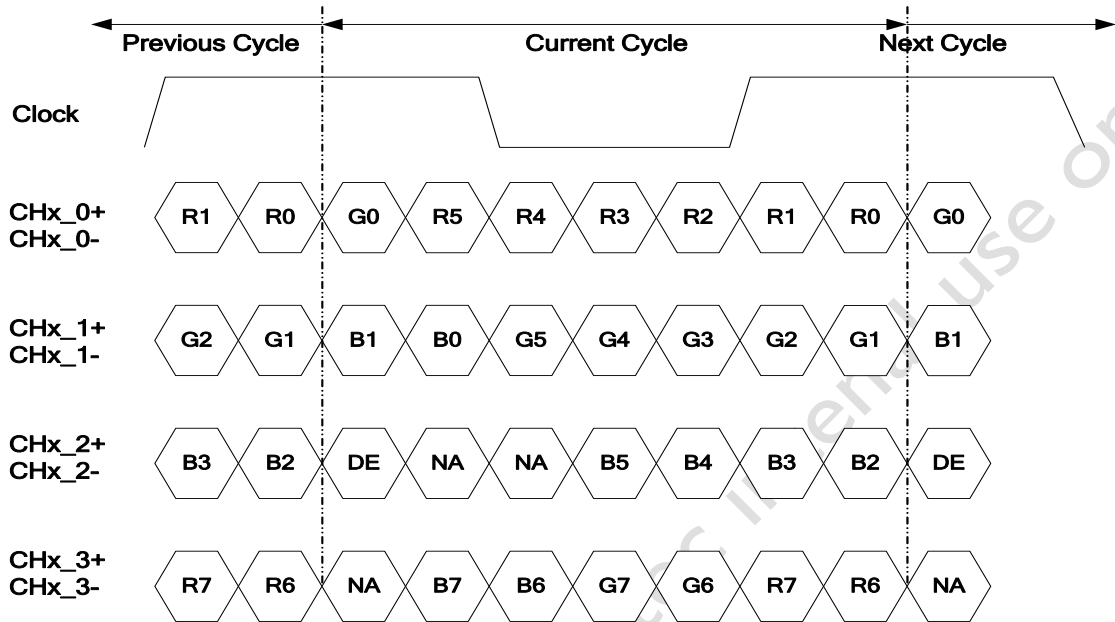 Previous Cycle Current Cycle Next Cycle
Clock
CHx_0+
CHx_0-
R1 R0 G0 R5 R4 R3 R2 R1 R0 G0
CHx_1+
CHx_1-
G2 G1 B1 B0 G5 G4 G3 G2 G1 B1
CHx_2+
CHx_2-
B3 B2 DE NA NA B5 B4 B3 B2 DE
CHx_3+
CHx_3-
R7 R6 NA B7 B6 G7 G6 R7 R6 NA
use